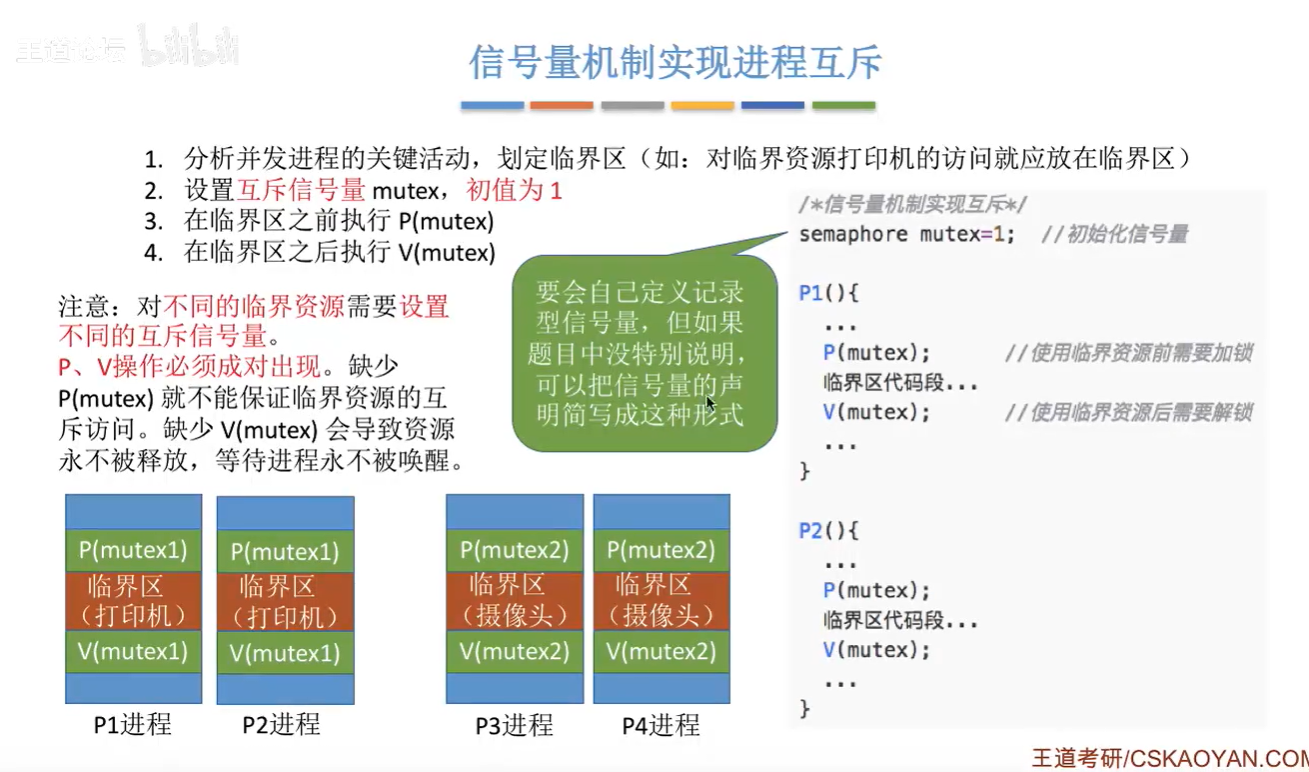 王道论坛 bilibili
信号量机制实现进程互斥
1. 分析并发进程的关键活动，划定临界区（如：对临界资源打印机的访问就应放在临界区）
2. 设置互斥信号量 mutex，初值为 1
3. 在临界区之前执行 P(mutex)
4. 在临界区之后执行 V(mutex)
注意：对不同的临界资源需要设置
不同的互斥信号量。
P、V操作必须成对出现。缺少
P(mutex) 就不能保证临界资源的互
斥访问。缺少 V(mutex) 会导致资源
永不被释放，等待进程永不被唤醒。
要会自己定义记录
型信号量，但如果
题目中没特别说明，
可以把信号量的声
明简写成这种形式
/*信号量机制实现互斥*/
semaphore mutex=1; //初始化信号量
P1(){
...
P(mutex); //使用临界资源前需要加锁
临界区代码段...
V(mutex); //使用临界资源后需要解锁
...
}
P2(){
...
P(mutex);
临界区代码段...
V(mutex);
...
}
P(mutex1)
临界区
（打印机）
V(mutex1)
P1进程
P(mutex1)
临界区
（打印机）
V(mutex1)
P2进程
P(mutex2)
临界区
（摄像头）
V(mutex2)
P3进程
P(mutex2)
临界区
（摄像头）
V(mutex2)
P4进程
王道考研/CSKAOYAN.COM